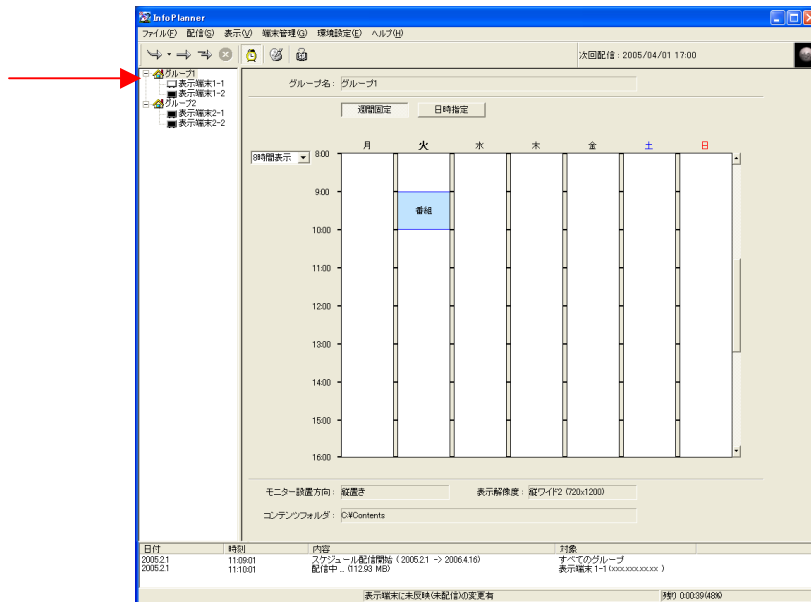 InfoPlanner
ファイル(F) 配信(S) 表示(V) 端末管理(G) 環境設定(E) ヘルプ(H)
次回配信 : 2005/04/01 17:00
グループ1
表示端末1-1
表示端末1-2
グループ2
表示端末2-1
表示端末2-2
グループ名 : グループ1
週間固定 日時指定
月 火 水 木 金 土 日
8時間表示
8:00
9:00
番組
10:00
11:00
12:00
13:00
14:00
15:00
16:00
モニター設置方向 : 縦置き 表示解像度 : 縦ワイド2 (720x1200)
コンテンツフォルダ : C:¥Contents
日付 時刻 内容 対象
2005.2.1 11:09:01 スケジュール配信開始 ( 2005.2.1 -> 2006.4.16) すべてのグループ
2005.2.1 11:10:01 配信中 .. (112.93 MB) 表示端末 1-1 (xxx.xxx.xx.xx )
表示端末に未反映(未配信)の変更有 残り 0:00:39(48%)